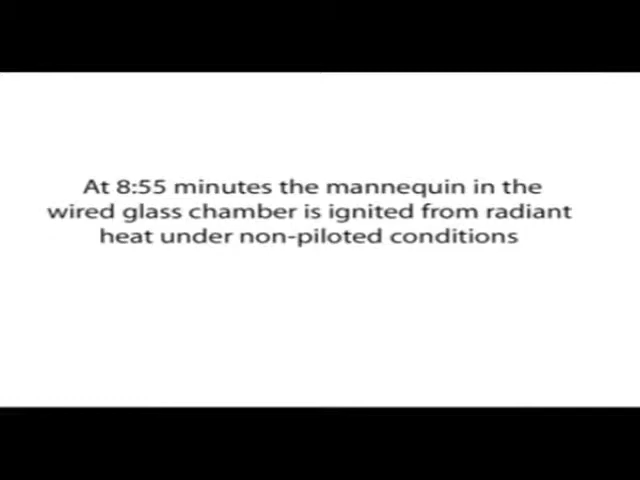 At 8:55 minutes the mannequin in the
wired glass chamber is ignited from radiant
heat under non-piloted conditions